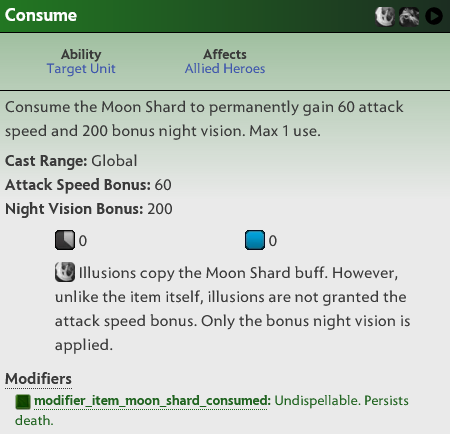 Consume
Ability Affects
Target Unit Allied Heroes
Consume the Moon Shard to permanently gain 60 attack
speed and 200 bonus night vision. Max 1 use.
Cast Range: Global
Attack Speed Bonus: 60
Night Vision Bonus: 200
0 0
Illusions copy the Moon Shard buff. However,
unlike the item itself, illusions are not granted the
attack speed bonus. Only the bonus night vision is
applied.
Modifiers
modifier_item_moon_shard_consumed: Undispellable. Persists
death.